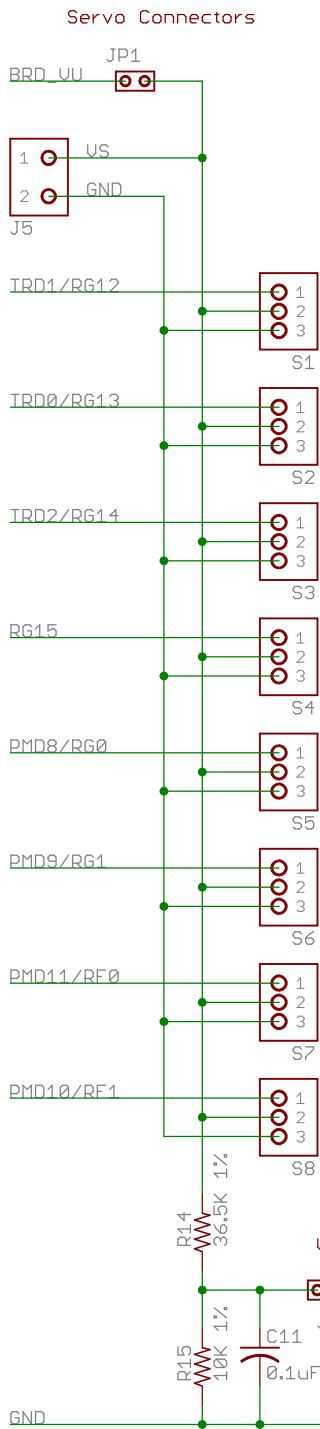 Servo Connectors
JP1
BRD_VU
1 VS
2 GND
J5
TRD1/RG12
1
2
3
S1
TRD0/RG13
1
2
3
S2
TRD2/RG14
1
2
3
S3
RG15
1
2
3
S4
PMD8/RG0
1
2
3
S5
PMD9/RG1
1
2
3
S6
PMD11/RF0
1
2
3
S7
PMD10/RF1
1
2
3
S8
R14
36.5K 1%
R15
10K 1%
C11
0.1uF
GND